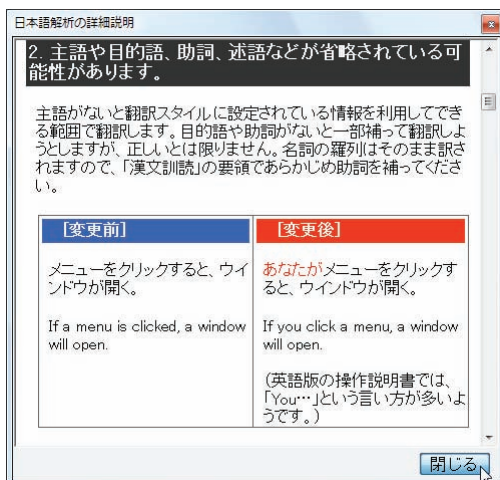 日本語解析の詳細説明
2. 主語や目的語、助詞、述語などが省略されている可
能性があります。
主語がないと翻訳スタイルに設定されている情報を利用してでき
る範囲で翻訳します。目的語や助詞がないと一部補って翻訳しよ
うとしますが、正しいとは限りません。名詞の羅列はそのまま訳さ
れますので、「漢文訓読」の要領であらかじめ助詞を補ってくださ
い。
[変更前]
メニューをクリックすると、ウイ
ンドウが開く。
If a menu is clicked, a window
will open.
[変更後]
あなたがメニューをクリックす
ると、ウインドウが開く。
If you click a menu, a window
will open.
(英語版の操作説明書では、
「You…」という言い方が多いよ
うです。)
閉じる